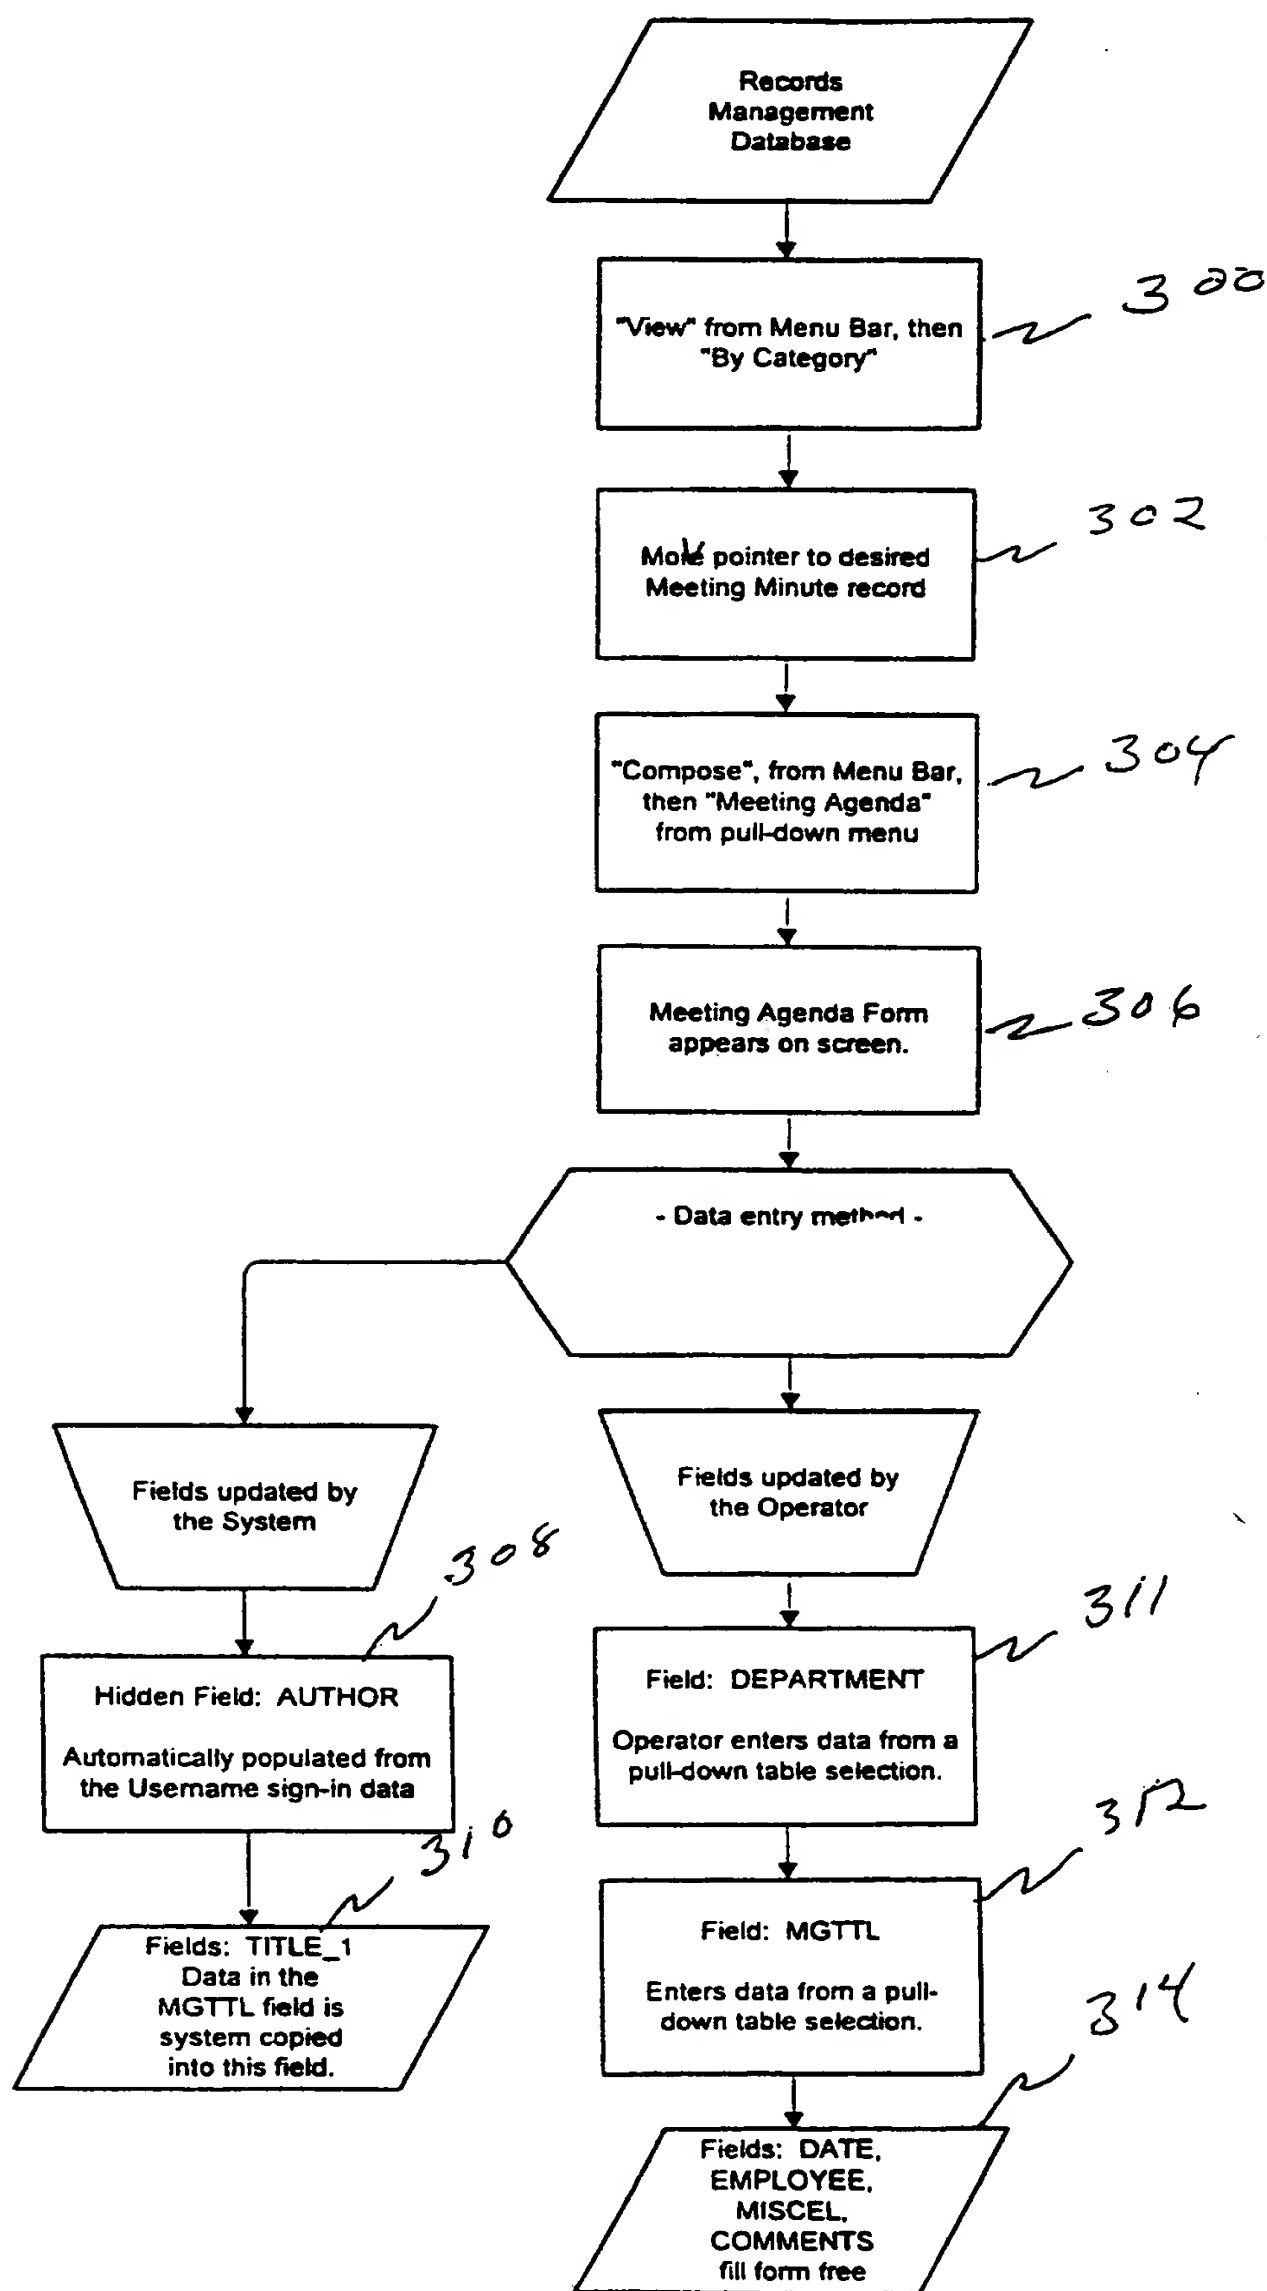 Records
Management
Database
300
"View" from Menu Bar, then
"By Category"
302
Move pointer to desired
Meeting Minute record
304
"Compose", from Menu Bar,
then "Meeting Agenda"
from pull-down menu
306
Meeting Agenda Form
appears on screen.
- Data entry method -
Fields updated by
the System
Fields updated by
the Operator
308
Hidden Field: AUTHOR
Automatically populated from
the Username sign-in data
311
Field: DEPARTMENT
Operator enters data from a
pull-down table selection.
310
Fields: TITLE_1
Data in the
MGTTL field is
system copied
into this field.
312
Field: MGTTL
Enters data from a pull-
down table selection.
314
Fields: DATE,
EMPLOYEE,
MISCEL,
COMMENTS
fill form free